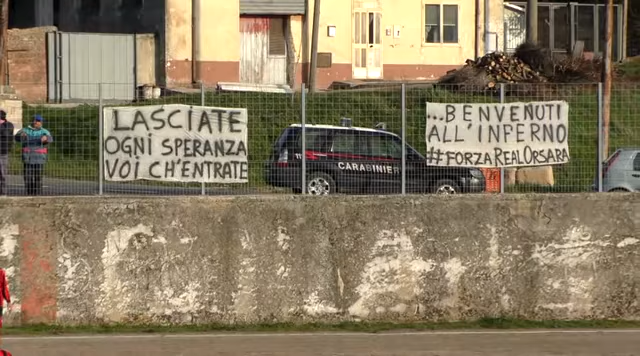 LASCIATE
OGNI SPERANZA
VOI CH'ENTRATE
CARABINIERI
...BENVENUTI
ALL'INFERNO
#FORZAREALORSARA